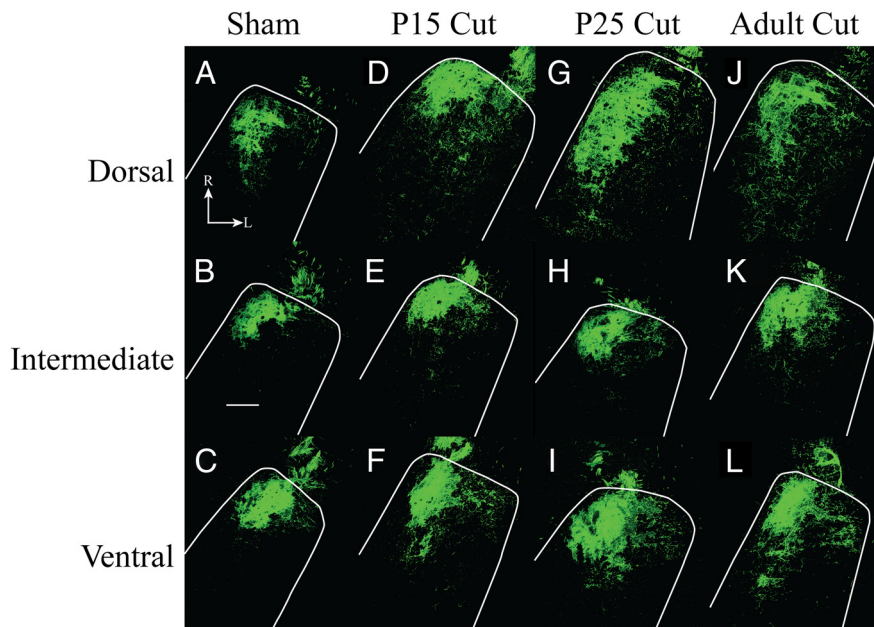 Sham P15 Cut P25 Cut Adult Cut
A D G J
Dorsal
R
L
B E H K
Intermediate
C F I L
Ventral